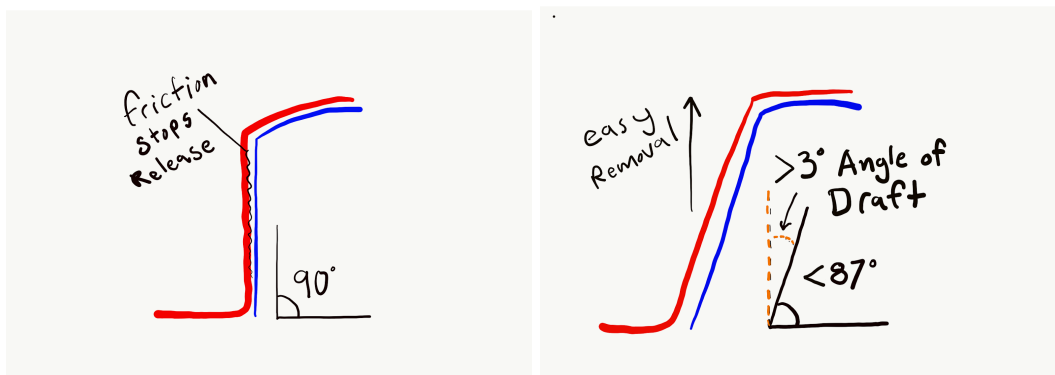 friction
stops
Release
90°
easy
Removal
>3° Angle of
Draft
<87°